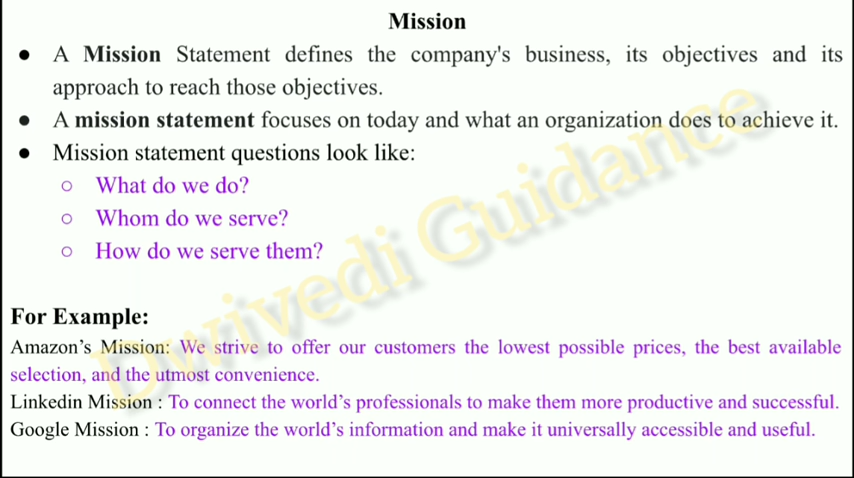 Mission
● A Mission Statement defines the company's business, its objectives and its
approach to reach those objectives.
● A mission statement focuses on today and what an organization does to achieve it.
● Mission statement questions look like:
○ What do we do?
○ Whom do we serve?
○ How do we serve them?
For Example:
Amazon’s Mission: We strive to offer our customers the lowest possible prices, the best available
selection, and the utmost convenience.
Linkedin Mission : To connect the world’s professionals to make them more productive and successful.
Google Mission : To organize the world’s information and make it universally accessible and useful.
Dwivedi Guidance